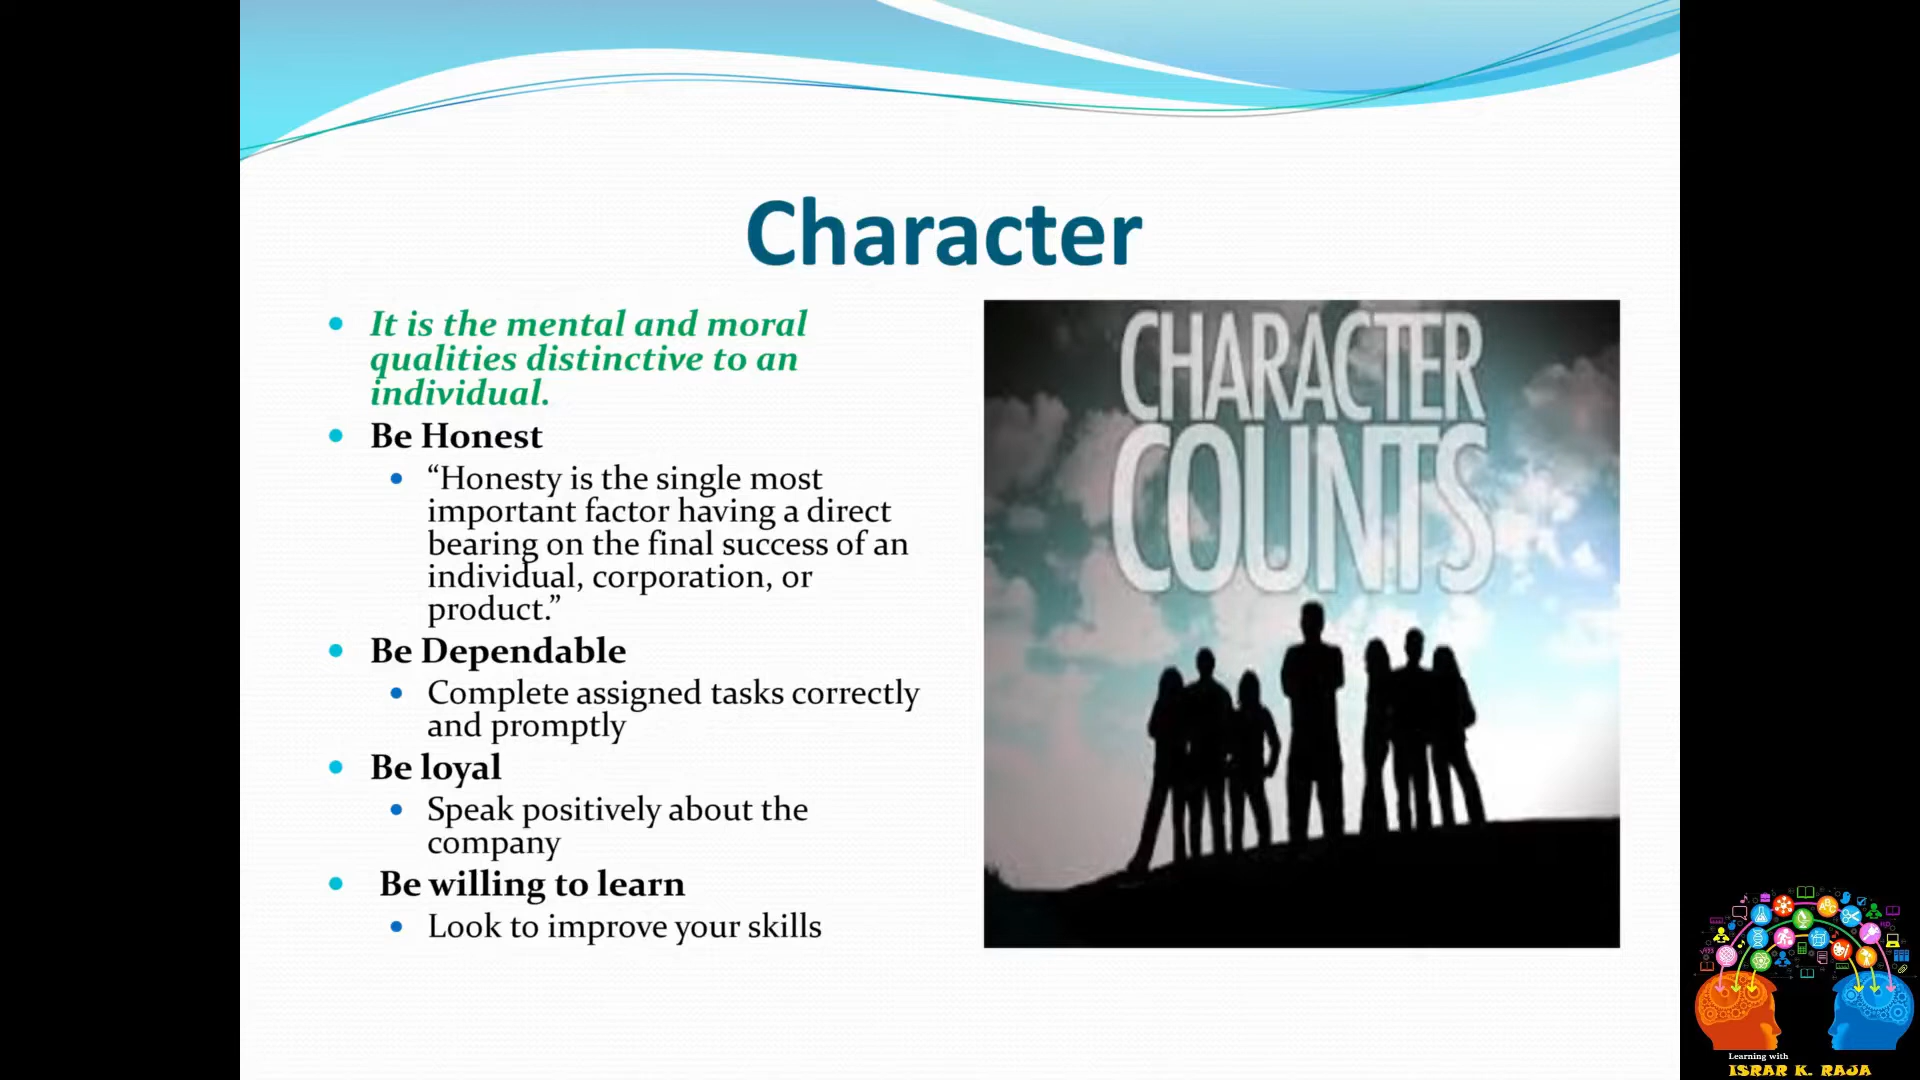 Character
It is the mental and moral
qualities distinctive to an
individual.
Be Honest
“Honesty is the single most
important factor having a direct
bearing on the final success of an
individual, corporation, or
product.”
Be Dependable
Complete assigned tasks correctly
and promptly
Be loyal
Speak positively about the
company
Be willing to learn
Look to improve your skills
CHARACTER
COUNTS
Learning with
ISRAR K. RAJA